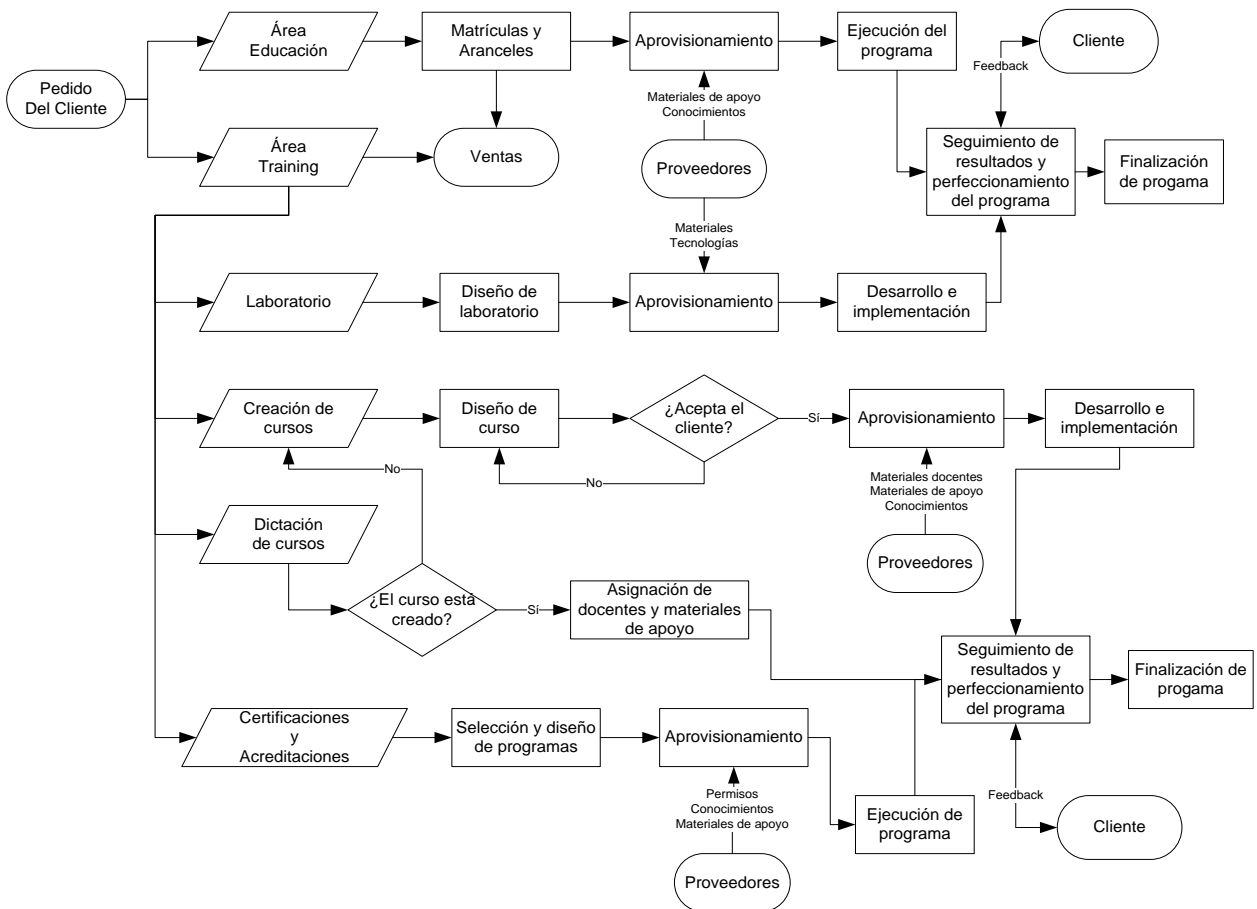 Área
Educación
Matrículas y
Aranceles
Aprovisionamiento
Ejecución del
programa
Cliente
Feedback
Pedido
Del Cliente
Materiales de apoyo
Conocimientos
Área
Training
Ventas
Proveedores
Seguimiento de
resultados y
perfeccionamiento
del programa
Finalización
de progama
Materiales
Tecnologías
Laboratorio
Diseño de
laboratorio
Aprovisionamiento
Desarrollo e
implementación
Creación de
cursos
Diseño de
curso
¿Acepta el
cliente?
Sí
Aprovisionamiento
Desarrollo e
implementación
No
No
Materiales docentes
Materiales de apoyo
Conocimientos
Dictación
de cursos
Proveedores
¿El curso está
creado?
Sí
Asignación de
docentes y materiales
de apoyo
Seguimiento de
resultados y
perfeccionamiento
del programa
Finalización de
progama
Certificaciones
y
Acreditaciones
Selección y diseño
de programas
Aprovisionamiento
Permisos
Conocimientos
Materiales de apoyo
Ejecución de
programa
Feedback
Cliente
Proveedores